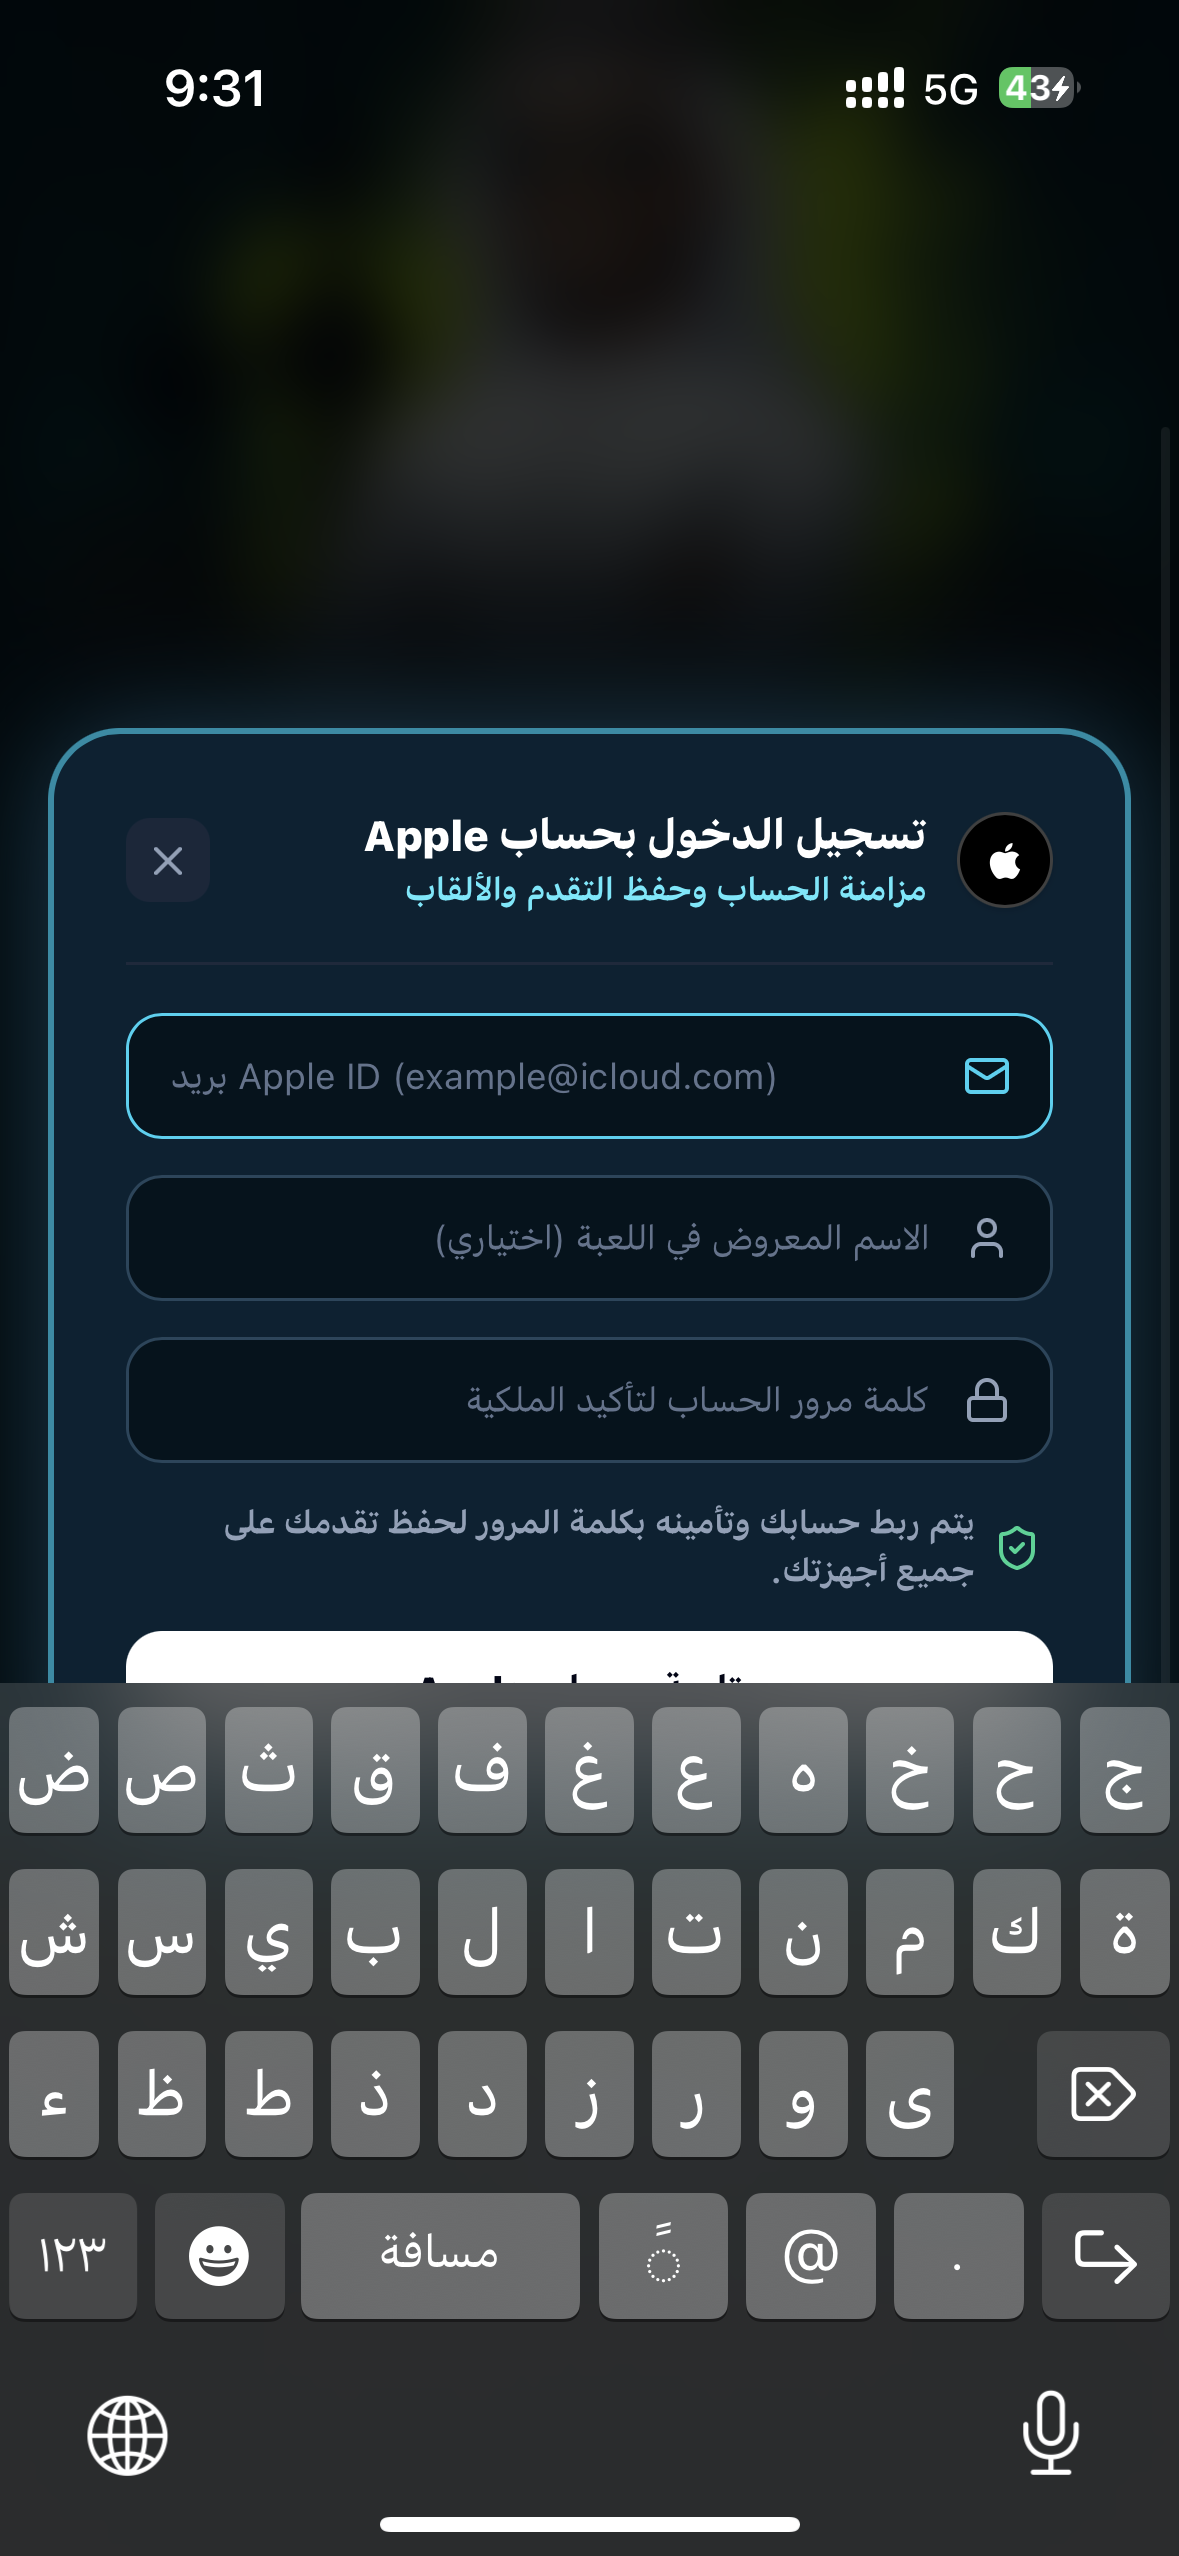 9:31
5G
43
تسجيل الدخول بحساب Apple
مزامنة الحساب وحفظ التقدم والألقاب
بريد Apple ID (example@icloud.com)
الاسم المعروض في اللعبة (اختياري)
كلمة مرور الحساب لتأكيد الملكية
يتم ربط حسابك وتأمينه بكلمة المرور لحفظ تقدمك على
جميع أجهزتك.
ض ص ث ق ف غ ع ه خ ح ج
ش س ي ب ل ا ت ن م ك ة
ء ظ ط ذ د ز ر و ى
١٢٣ مسافة @ .